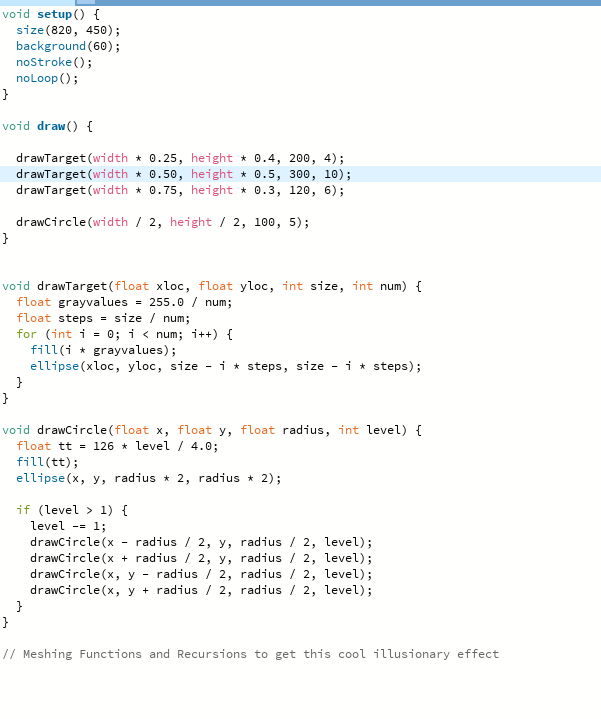 void setup() {
  size(820, 450);
  background(60);
  noStroke();
  noLoop();
}

void draw() {

  drawTarget(width * 0.25, height * 0.4, 200, 4);
  drawTarget(width * 0.50, height * 0.5, 300, 10);
  drawTarget(width * 0.75, height * 0.3, 120, 6);

  drawCircle(width / 2, height / 2, 100, 5);
}


void drawTarget(float xloc, float yloc, int size, int num) {
  float grayvalues = 255.0 / num;
  float steps = size / num;
  for (int i = 0; i < num; i++) {
    fill(i * grayvalues);
    ellipse(xloc, yloc, size - i * steps, size - i * steps);
  }
}

void drawCircle(float x, float y, float radius, int level) {
  float tt = 126 * level / 4.0;
  fill(tt);
  ellipse(x, y, radius * 2, radius * 2);

  if (level > 1) {
    level -= 1;
    drawCircle(x - radius / 2, y, radius / 2, level);
    drawCircle(x + radius / 2, y, radius / 2, level);
    drawCircle(x, y - radius / 2, radius / 2, level);
    drawCircle(x, y + radius / 2, radius / 2, level);
  }
}

// Meshing Functions and Recursions to get this cool illusionary effect